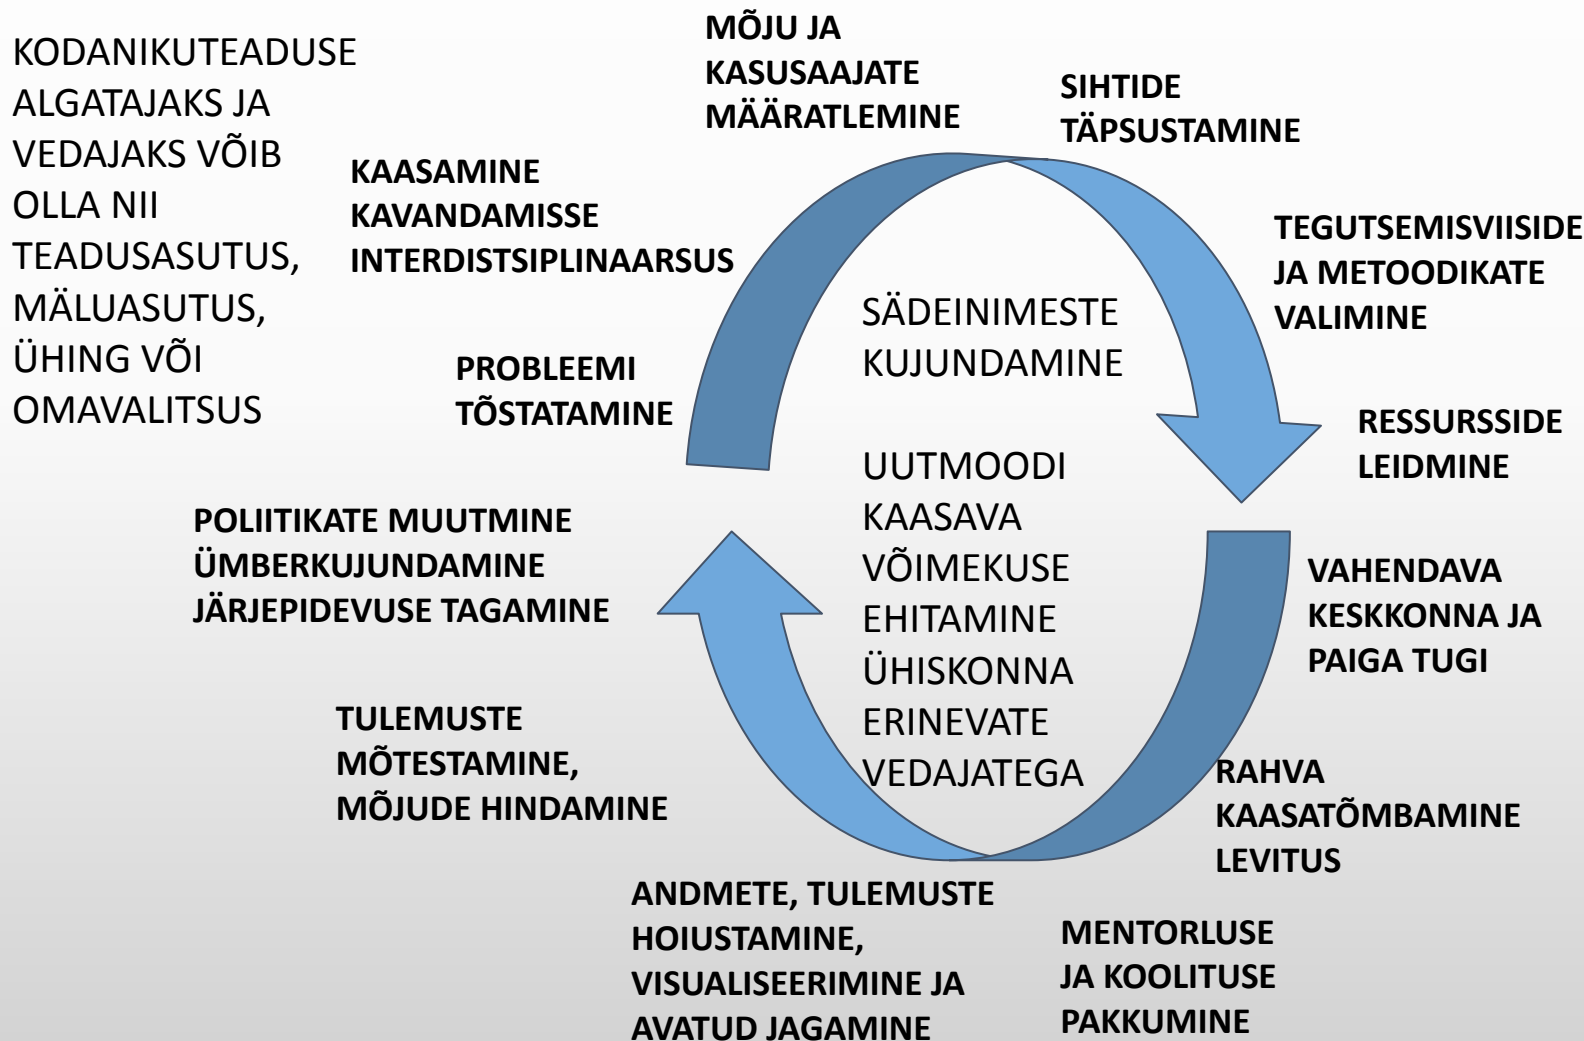 KODANIKUTEADUSE
ALGATAJAKS JA
VEDAJAKS VÕIB
OLLA NII
TEADUSASUTUS,
MÄLUASUTUS,
ÜHING VÕI
OMAVALITSUS
PROBLEEMI
TÕSTATAMINE
KAASAMINE
KAVANDAMISSE
INTERDISTSIPLINAARSUS
MÕJU JA
KASUSAAJATE
MÄÄRATLEMINE
SIHTIDE
TÄPSUSTAMINE
TEGUTSEMISVIISIDE
JA METOODIKATE
VALIMINE
RESSURSSIDE
LEIDMINE
VAHENDAVA
KESKKONNA JA
PAIGA TUGI
RAHVA
KAASATÕMBAMINE
LEVITUS
MENTORLUSE
JA KOOLITUSE
PAKKUMINE
ANDMETE, TULEMUSTE
HOIUSTAMINE,
VISUALISEERIMINE JA
AVATUD JAGAMINE
TULEMUSTE
MÕTESTAMINE,
MÕJUDE HINDAMINE
POLIITIKATE MUUTMINE
ÜMBERKUJUNDAMINE
JÄRJEPIDEVUSE TAGAMINE
SÄDEINIMESTE
KUJUNDAMINE
UUTMOODI
KAASAVA
VÕIMEKUSE
EHITAMINE
ÜHISKONNA
ERINEVATE
VEDAJATEGA